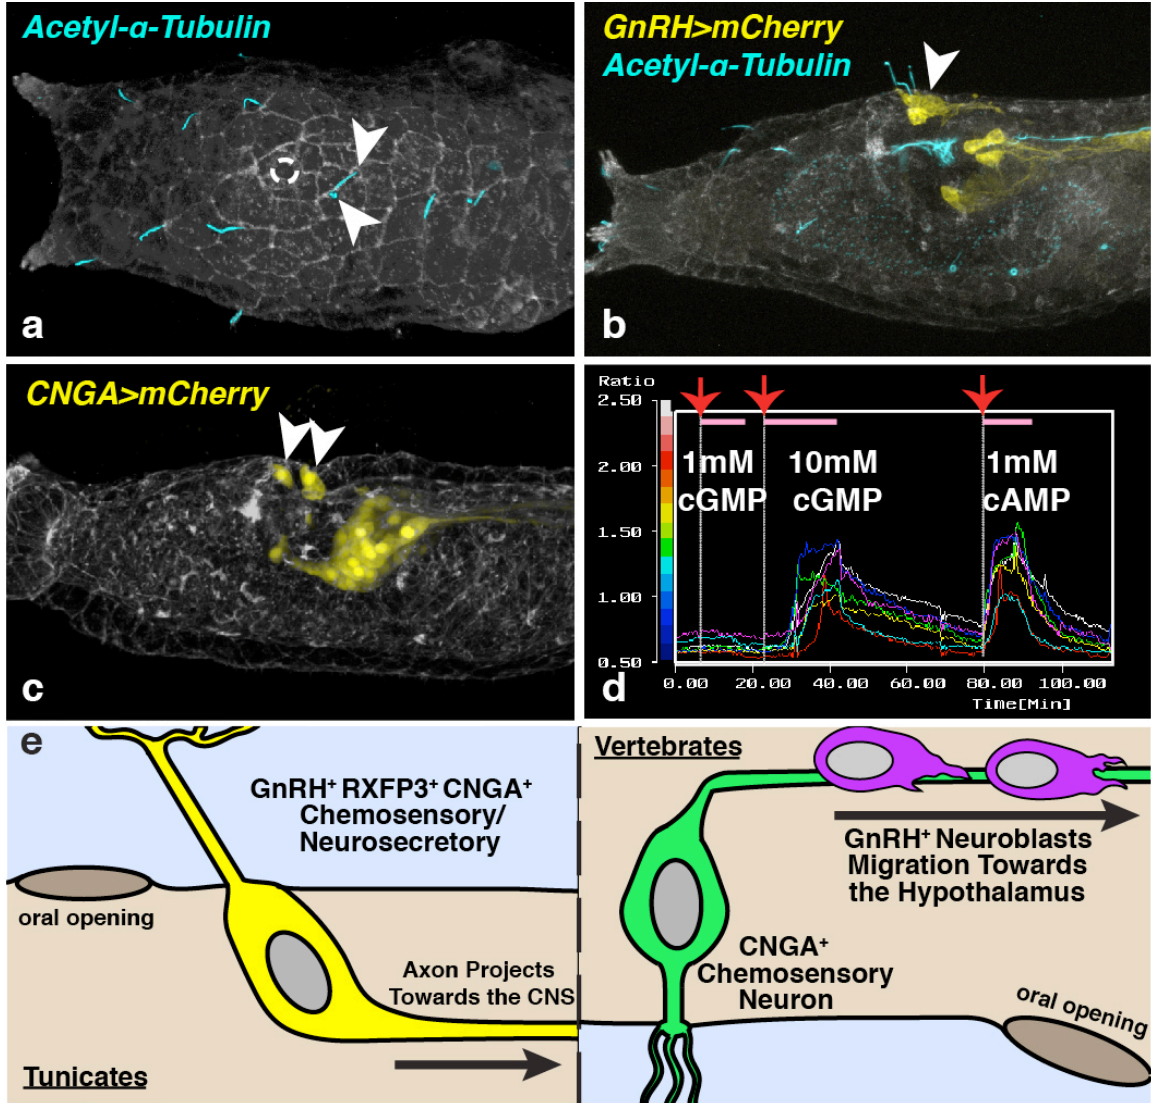 Acetyl-α-Tubulin
a
GnRH>mCherry
Acetyl-α-Tubulin
b
CNGA>mCherry
c
Ratio
2.50
2.00
1.50
1.00
0.50
1mM
cGMP
10mM
cGMP
1mM
cAMP
0.00 20.00 40.00 60.00 80.00 100.00
Time[Min]
d
e
GnRH⁺ RXFP3⁺ CNGA⁺
Chemosensory/
Neurosecretory
oral opening
Axon Projects
Towards the CNS
Tunicates
Vertebrates
GnRH⁺ Neuroblasts
Migration Towards
the Hypothalamus
CNGA⁺
Chemosensory
Neuron
oral opening